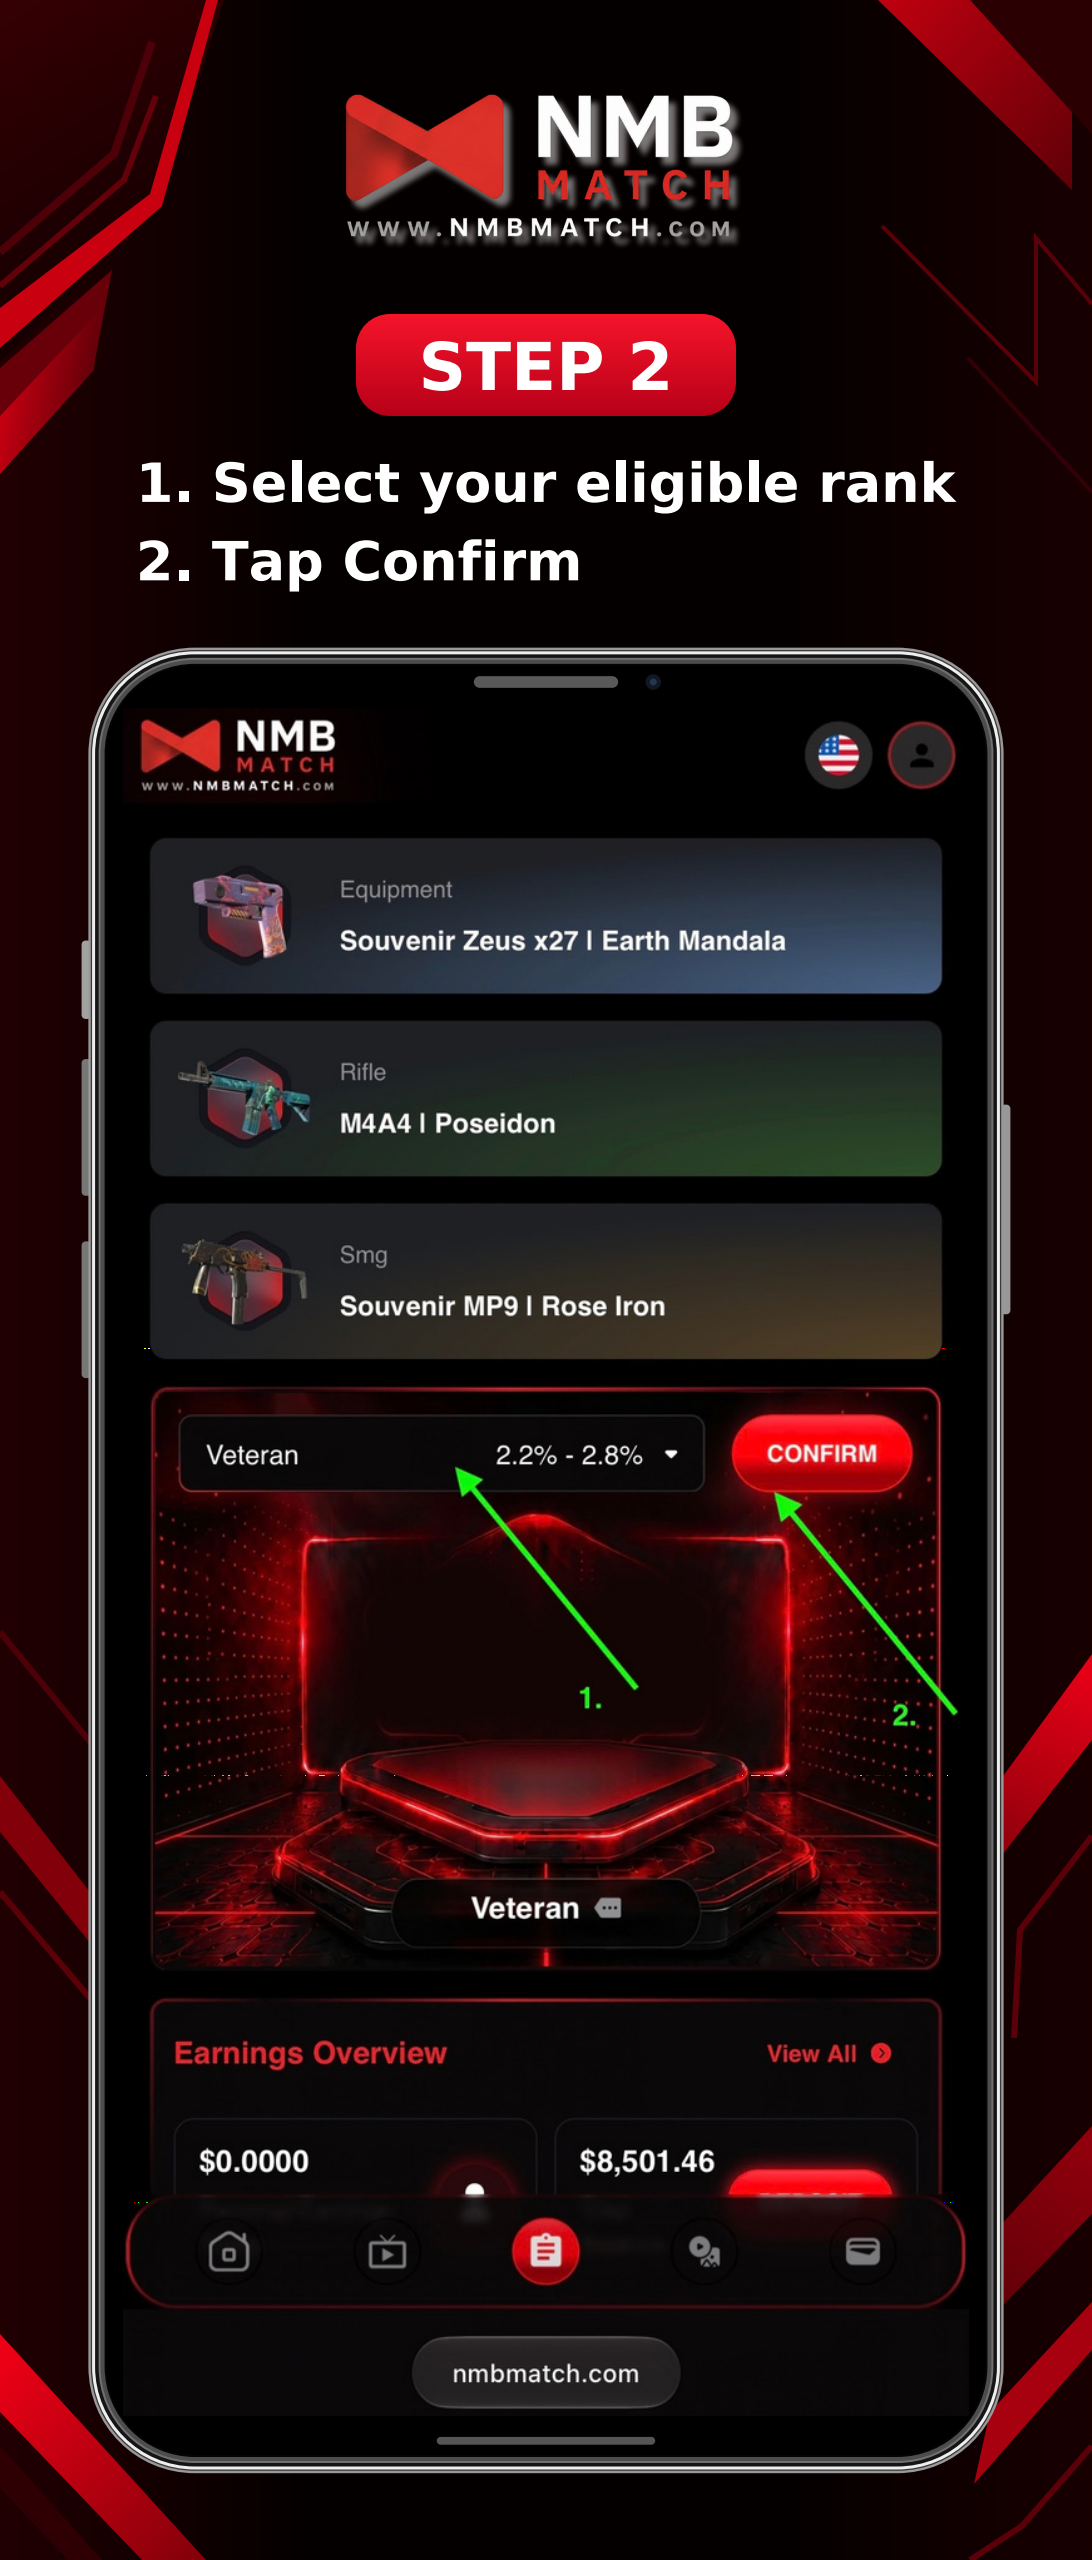 NMB
MATCH
WWW.NMBMATCH.COM
STEP 2
1. Select your eligible rank
2. Tap Confirm
NMB
MATCH
WWW.NMBMATCH.COM
Equipment
Souvenir Zeus x27 | Earth Mandala
Rifle
M4A4 | Poseidon
Smg
Souvenir MP9 | Rose Iron
Veteran 2.2% - 2.8% CONFIRM
1.
2.
Veteran
Earnings Overview View All
$0.0000 $8,501.46
nmbmatch.com